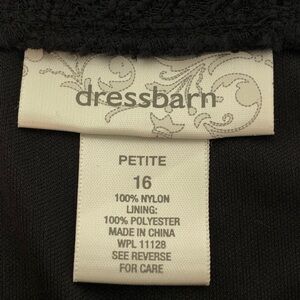 dressbarn
PETITE
16
100% NYLON
LINING:
100% POLYESTER
MADE IN CHINA
WPL 11128
SEE REVERSE
FOR CARE